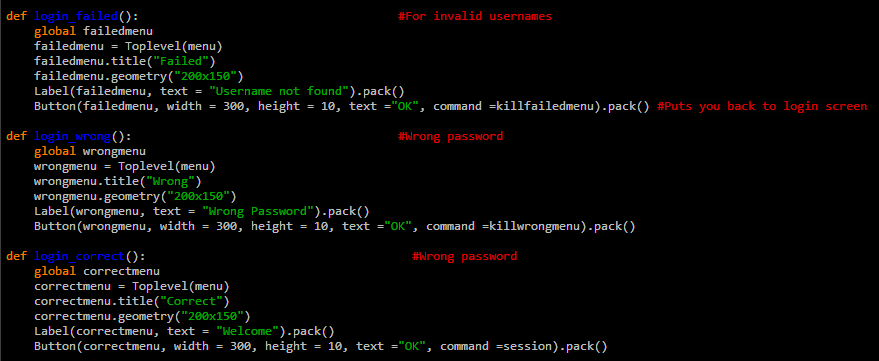 def login_failed(): #For invalid usernames
    global failedmenu
    failedmenu = Toplevel(menu)
    failedmenu.title("Failed")
    failedmenu.geometry("200x150")
    Label(failedmenu, text = "Username not found").pack()
    Button(failedmenu, width = 300, height = 10, text ="OK", command =killfailedmenu).pack() #Puts you back to login screen
def login_wrong(): #Wrong password
    global wrongmenu
    wrongmenu = Toplevel(menu)
    wrongmenu.title("Wrong")
    wrongmenu.geometry("200x150")
    Label(wrongmenu, text = "Wrong Password").pack()
    Button(wrongmenu, width = 300, height = 10, text ="OK", command =killwrongmenu).pack()
def login_correct(): #Wrong password
    global correctmenu
    correctmenu = Toplevel(menu)
    correctmenu.title("Correct")
    correctmenu.geometry("200x150")
    Label(correctmenu, text = "Welcome").pack()
    Button(correctmenu, width = 300, height = 10, text ="OK", command =session).pack()